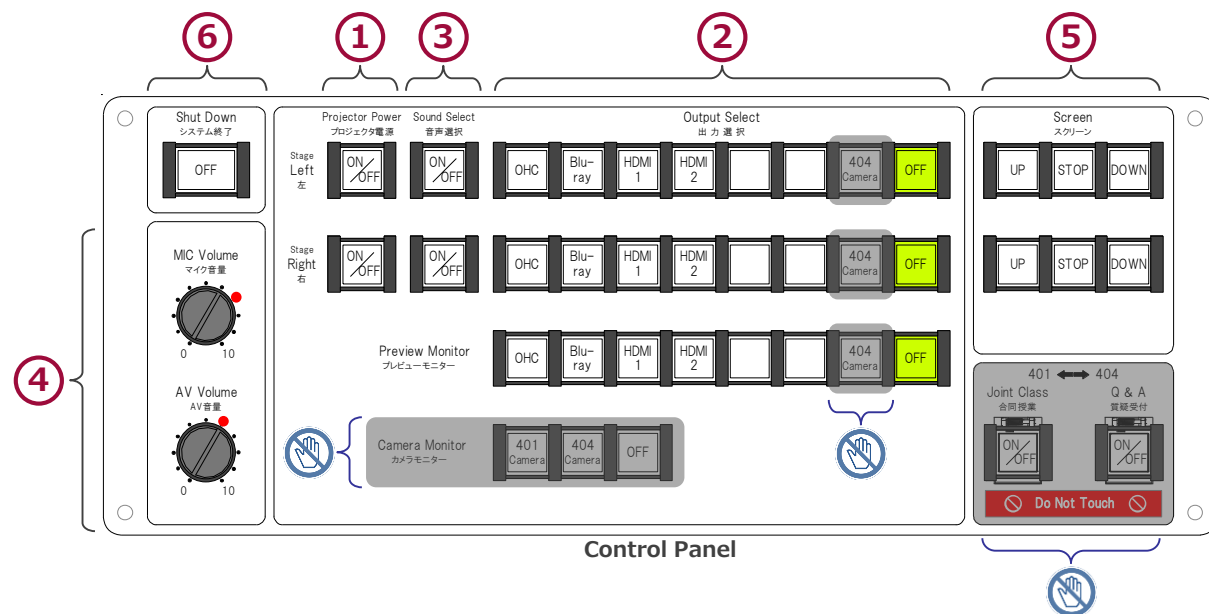 6
1
3
2
5
Shut Down
システム終了
OFF
Projector Power
プロジェクタ電源
Sound Select
音声選択
Output Select
出 力 選 択
Screen
スクリーン
Stage
Left
左
ON/OFF
ON/OFF
OHC
Blu-
ray
HDMI
1
HDMI
2
404
Camera
OFF
UP
STOP
DOWN
Stage
Right
右
ON/OFF
ON/OFF
OHC
Blu-
ray
HDMI
1
HDMI
2
404
Camera
OFF
UP
STOP
DOWN
4
MIC Volume
マイク音量
0
10
AV Volume
AV音量
0
10
Preview Monitor
プレビューモニター
OHC
Blu-
ray
HDMI
1
HDMI
2
404
Camera
OFF
Camera Monitor
カメラモニター
401
Camera
404
Camera
OFF
401
404
Joint Class
合同授業
Q & A
質疑受付
ON/OFF
ON/OFF
Do Not Touch
Control Panel